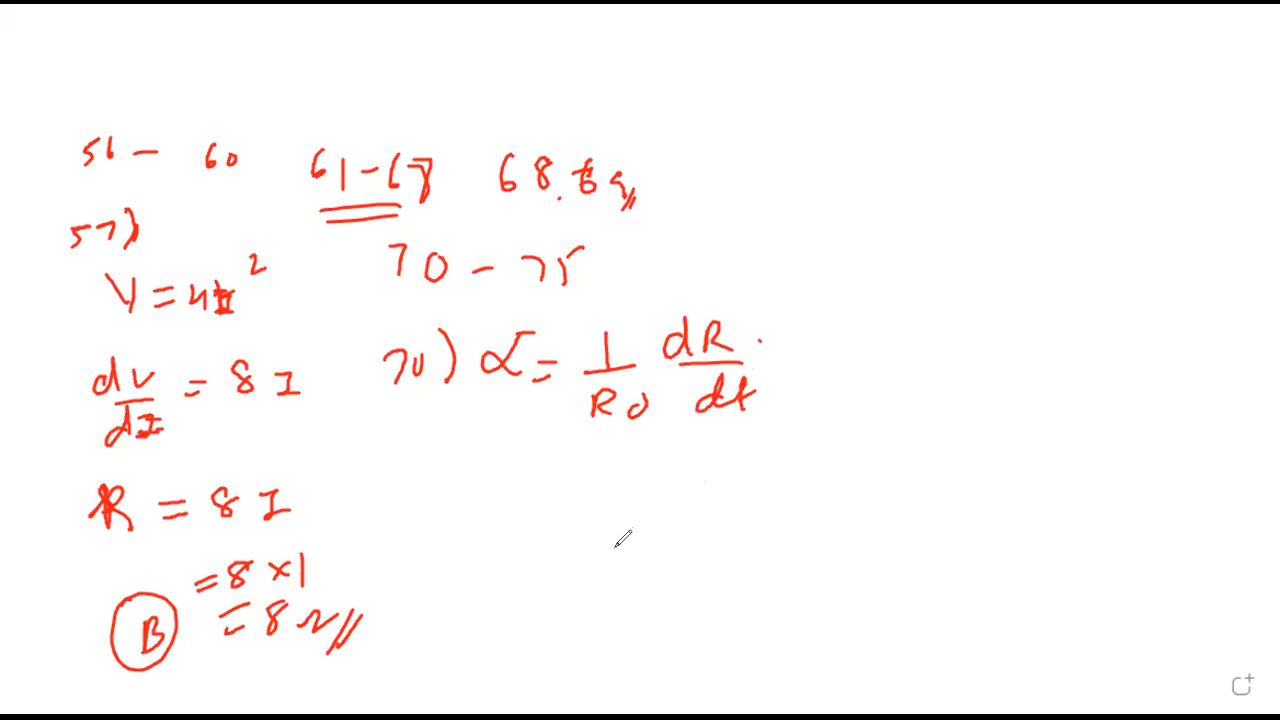 56 - 60 61-67 68.69
57)
70 - 75
V = 4I²
70) α = 1/R0 dR/dt.
dV/dI = 8 I
R = 8 I
= 8 × 1
(B) = 8 Ω